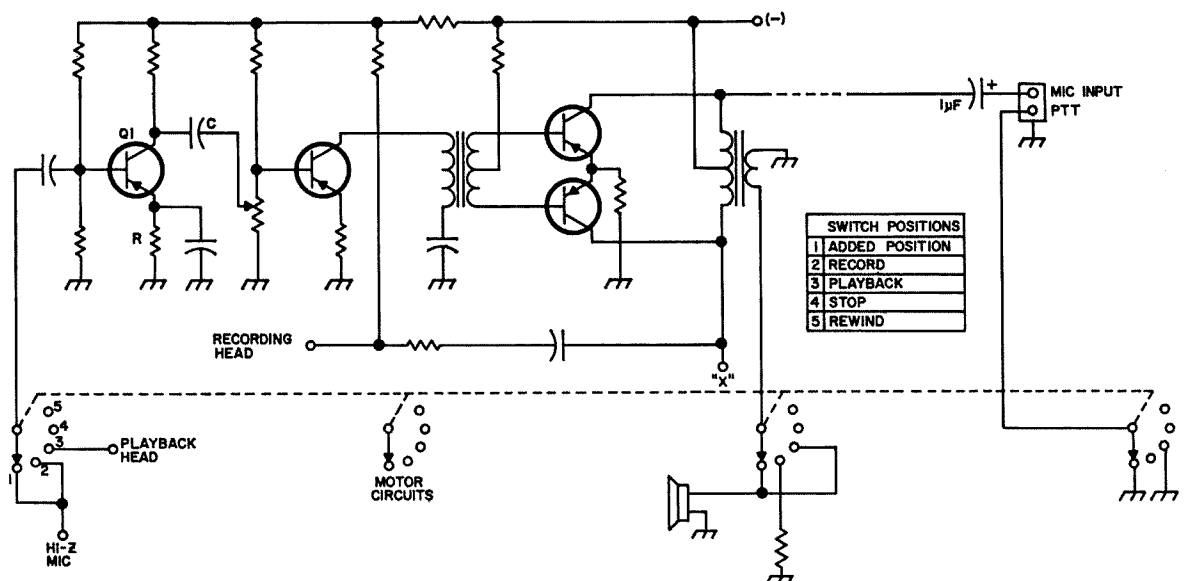 (-)
Q1
C
R
1µF
+
MIC INPUT
PTT
SWITCH POSITIONS
1 ADDED POSITION
2 RECORD
3 PLAYBACK
4 STOP
5 REWIND
RECORDING
HEAD
"X"
5
4
3
2
1
PLAYBACK
HEAD
MOTOR
CIRCUITS
HI-Z
MIC